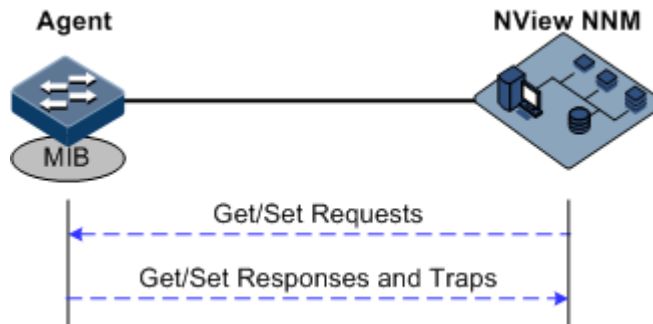 Agent
NView NNM
MIB
Get/Set Requests
Get/Set Responses and Traps